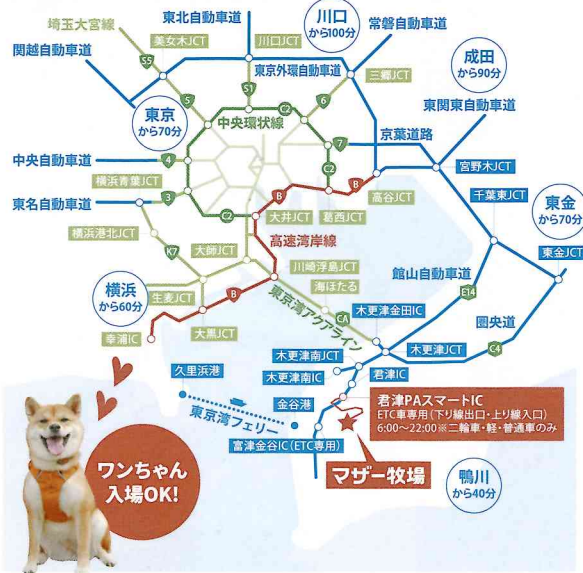 東北自動車道
川口
から100分
常磐自動車道
埼玉大宮線
美女木JCT
川口JCT
関越自動車道
東京外環自動車道
三郷JCT
成田
から90分
S5
S1
5
C2
6
東京
から70分
中央環状線
東関東自動車道
7
京葉道路
中央自動車道
4
宮野木JCT
横浜青葉JCT
B
B
C2
高谷JCT
千葉東JCT
東金
から70分
東名自動車道
3
C2
大井JCT
葛西JCT
横浜港北JCT
高速湾岸線
東金JCT
K7
大師JCT
川崎浮島JCT
館山自動車道
海ほたる
E14
横浜
から60分
生麦JCT
B
東京湾アクアライン
CA
木更津金田IC
圏央道
大黒JCT
幸浦IC
木更津南JCT
木更津JCT
C4
久里浜港
木更津南IC
君津IC
金谷港
君津PAスマートIC
ETC車専用(下り線出口・上り線入口)
6:00～22:00※二輪車・軽・普通車のみ
東京湾フェリー
富津金谷IC(ETC専用)
ワンちゃん
入場OK!
マザー牧場
鴨川
から40分